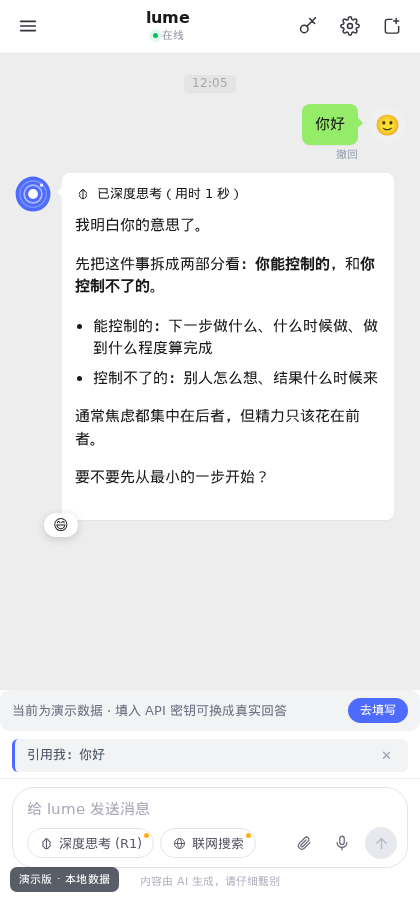 lume
在线
12:05
你好
撤回
已深度思考（用时 1 秒）
我明白你的意思了。
先把这件事拆成两部分看：你能控制的，和你
控制不了的。
• 能控制的：下一步做什么、什么时候做、做
到什么程度算完成
• 控制不了的：别人怎么想、结果什么时候来
通常焦虑都集中在后者，但精力只该花在前
者。
要不要先从最小的一步开始？
当前为演示数据 · 填入 API 密钥可换成真实回答
去填写
引用我：你好
给 lume 发送消息
深度思考 (R1)
联网搜索
演示版 · 本地数据
内容由 AI 生成，请仔细甄别